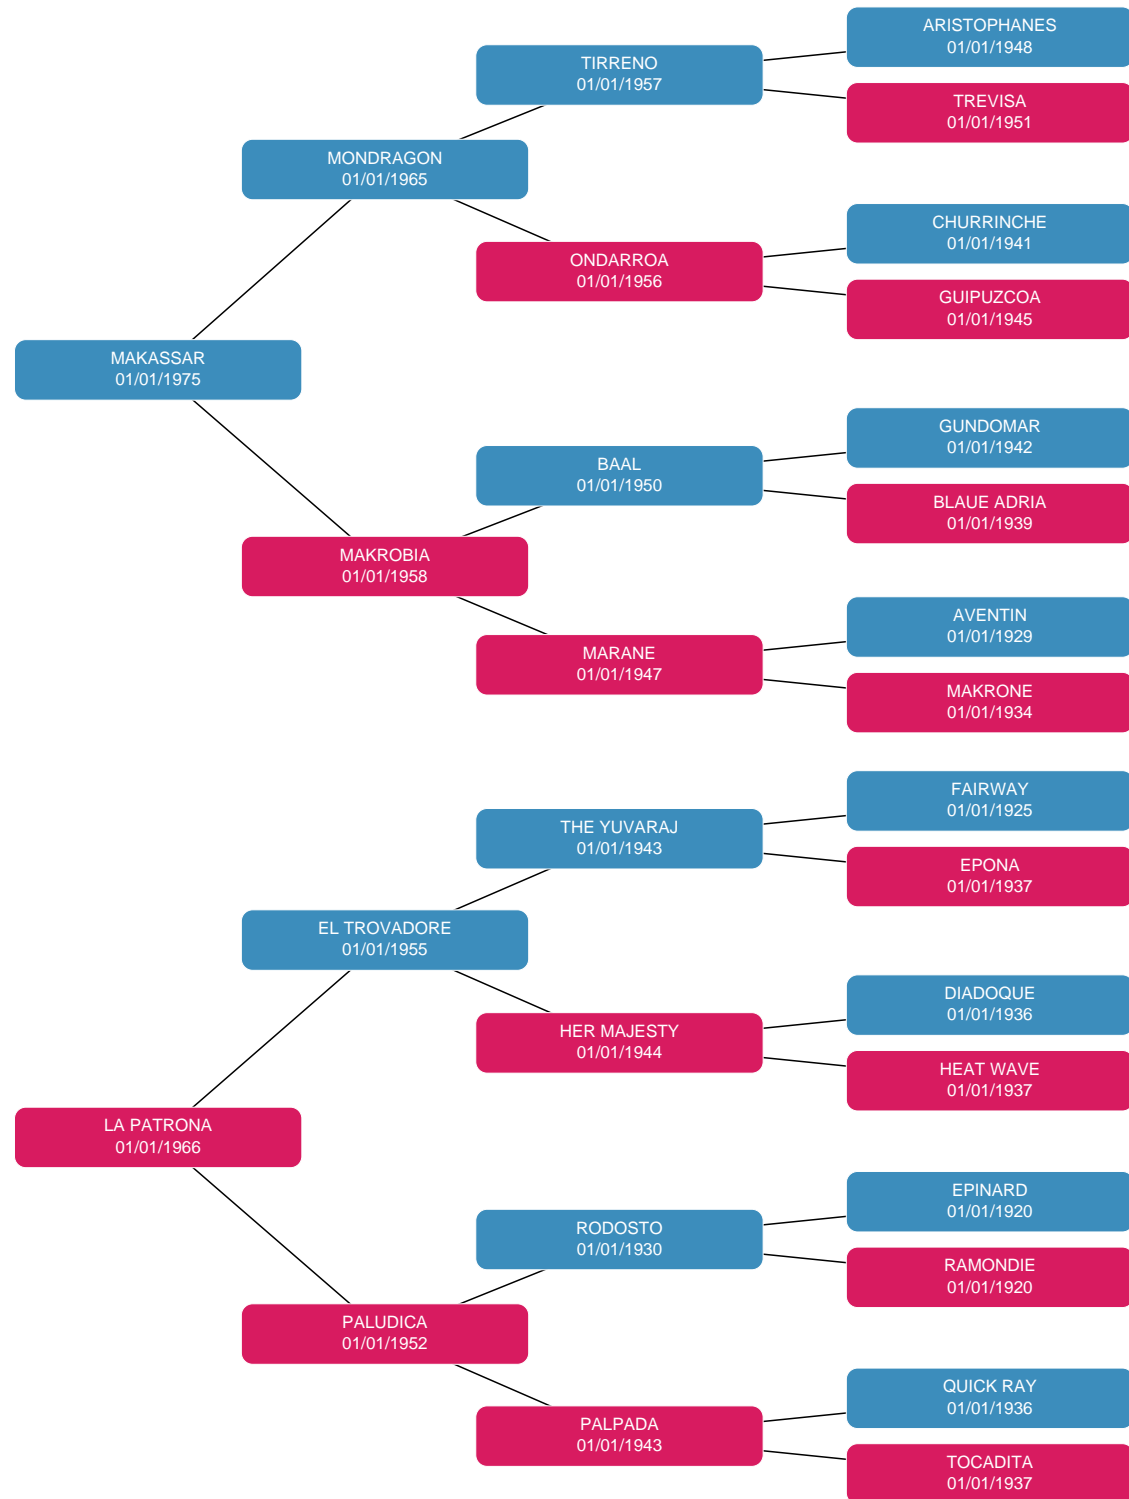 ARISTOPHANES
01/01/1948
TIRRENO
01/01/1957
TREVISA
01/01/1951
MONDRAGON
01/01/1965
CHURRINCHE
01/01/1941
ONDARROA
01/01/1956
GUIPUZCOA
01/01/1945
MAKASSAR
01/01/1975
GUNDOMAR
01/01/1942
BAAL
01/01/1950
BLAUE ADRIA
01/01/1939
MAKROBIA
01/01/1958
AVENTIN
01/01/1929
MARANE
01/01/1947
MAKRONE
01/01/1934
FAIRWAY
01/01/1925
THE YUVARAJ
01/01/1943
EPONA
01/01/1937
EL TROVADORE
01/01/1955
DIADOQUE
01/01/1936
HER MAJESTY
01/01/1944
HEAT WAVE
01/01/1937
LA PATRONA
01/01/1966
EPINARD
01/01/1920
RODOSTO
01/01/1930
RAMONDIE
01/01/1920
PALUDICA
01/01/1952
QUICK RAY
01/01/1936
PALPADA
01/01/1943
TOCADITA
01/01/1937